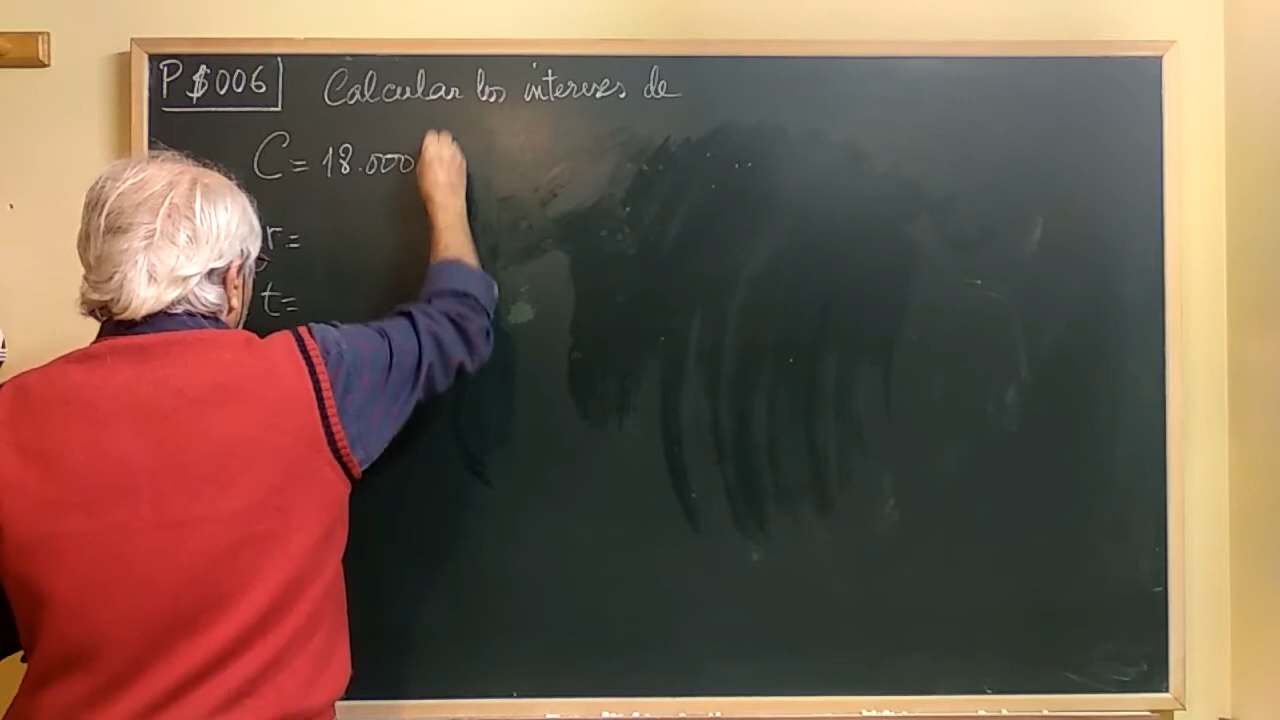 P$006 Calcular los intereses de
C = 18.000
r =
t =